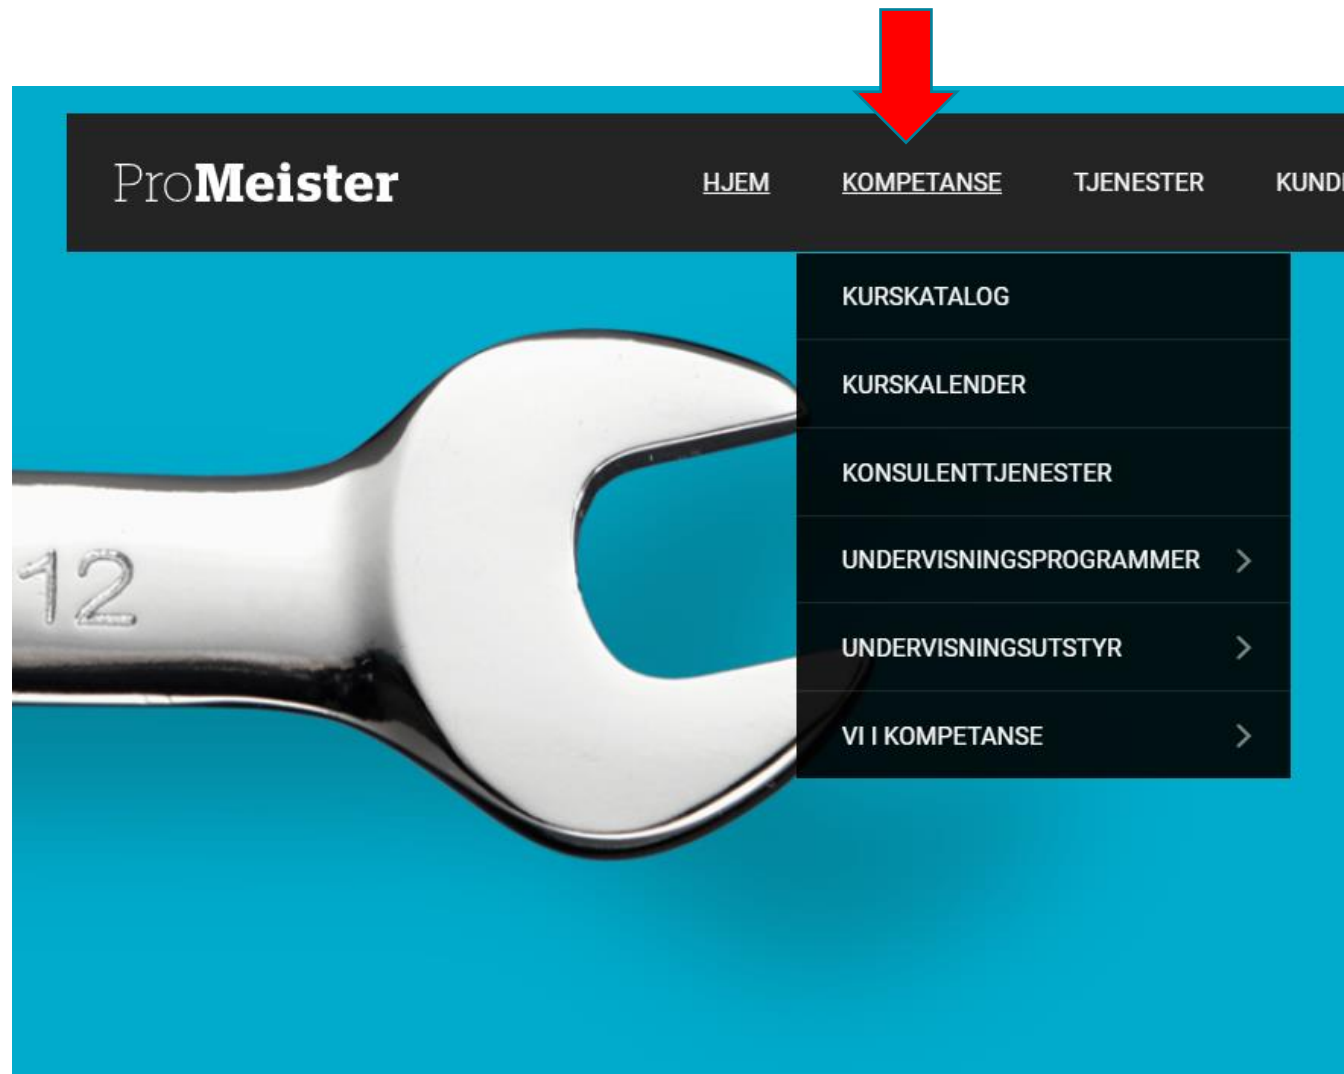 ProMeister
HJEM KOMPETANSE TJENESTER
KURSKATALOG
KURSKALENDER
KONSULENTTJENESTER
UNDERVISNINGSPROGRAMMER
UNDERVISNINGSUTSTYR
VI I KOMPETANSE
12